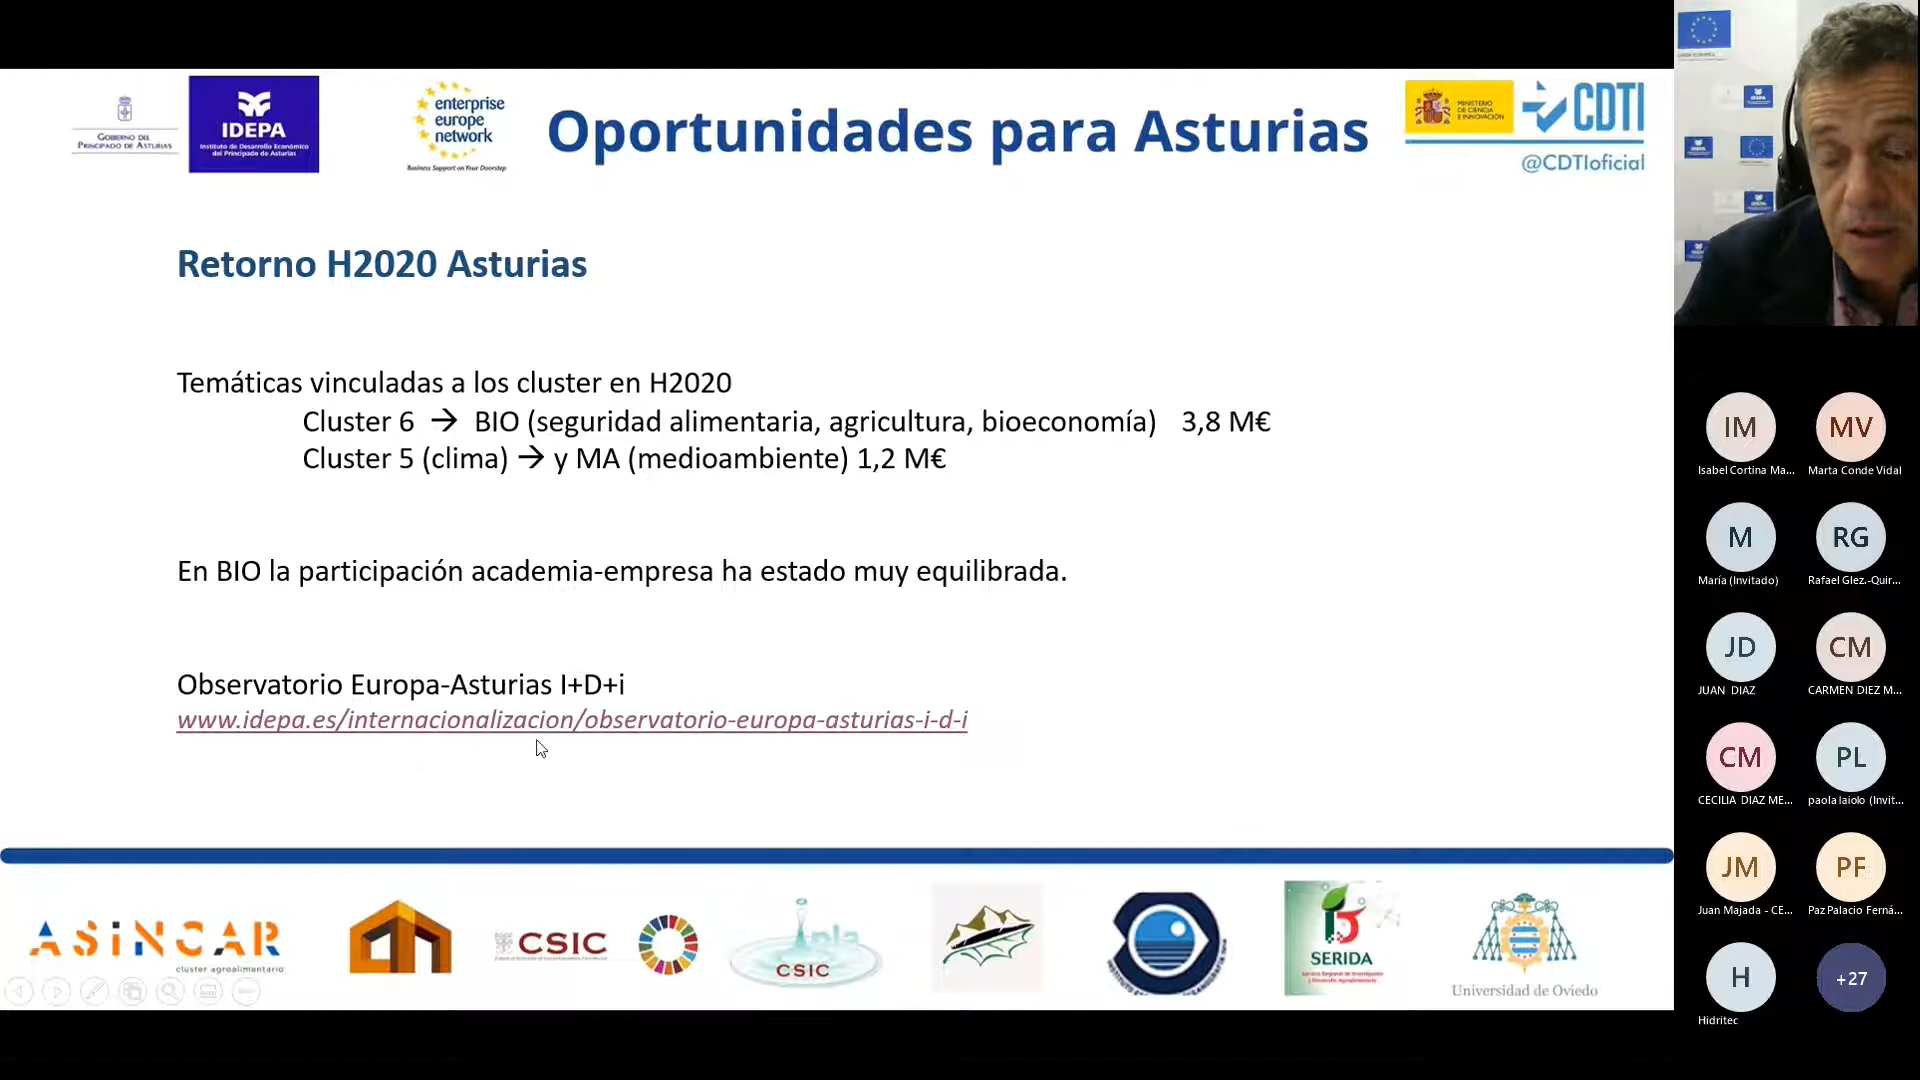 GOBIERNO DEL
PRINCIPADO DE ASTURIAS
IDEPA
Instituto de Desarrollo Económico
del Principado de Asturias
enterprise
europe
network
Business Support on Your Doorstep
Oportunidades para Asturias
MINISTERIO
DE CIENCIA
E INNOVACIÓN
CDTI
@CDTIoficial
Retorno H2020 Asturias
Temáticas vinculadas a los cluster en H2020
Cluster 6 → BIO (seguridad alimentaria, agricultura, bioeconomía) 3,8 M€
Cluster 5 (clima) → y MA (medioambiente) 1,2 M€
En BIO la participación academia-empresa ha estado muy equilibrada.
Observatorio Europa-Asturias I+D+i
www.idepa.es/internacionalizacion/observatorio-europa-asturias-i-d-i
ASINCAR
cluster agroalimentario
CSIC
CSIC
SERIDA
Universidad de Oviedo
IM
Isabel Cortina Ma...
MV
Marta Conde Vidal
M
María (Invitado)
RG
Rafael Glez.-Quir...
JD
JUAN DIAZ
CM
CARMEN DIEZ M...
CM
CECILIA DIAZ ME...
PL
paola laiolo (Invit...
JM
Juan Majada - CE...
PF
Paz Palacio Ferná...
H
Hidritec
+27